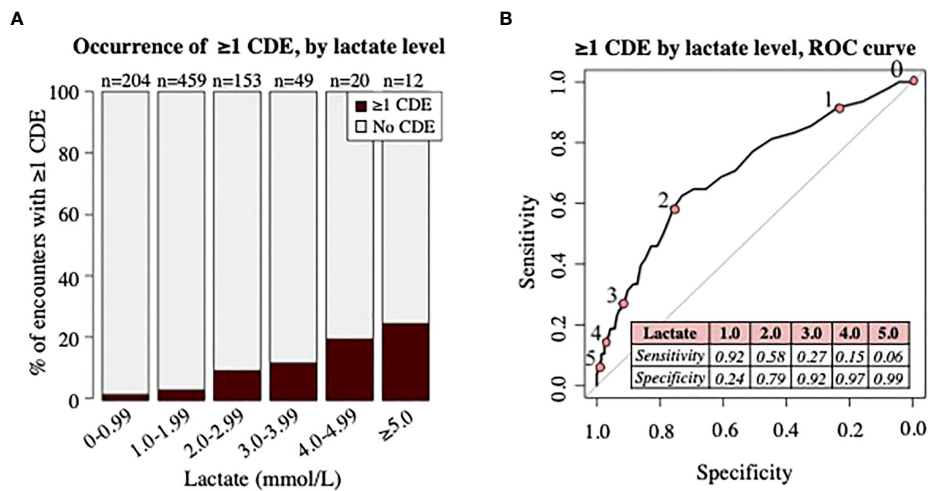 A
Occurrence of ≥1 CDE, by lactate level
n=204 n=459 n=153 n=49 n=20 n=12
≥1 CDE
No CDE
100
80
60
40
20
0
% of encounters with ≥1 CDE
0-0.99
1.0-1.99
2.0-2.99
3.0-3.99
4.0-4.99
≥5.0
Lactate (mmol/L)
B
≥1 CDE by lactate level, ROC curve
1.0
0.8
0.6
0.4
0.2
0.0
Sensitivity
0
1
2
3
4
5
Lactate 1.0 2.0 3.0 4.0 5.0
Sensitivity 0.92 0.58 0.27 0.15 0.06
Specificity 0.24 0.79 0.92 0.97 0.99
1.0 0.8 0.6 0.4 0.2 0.0
Specificity